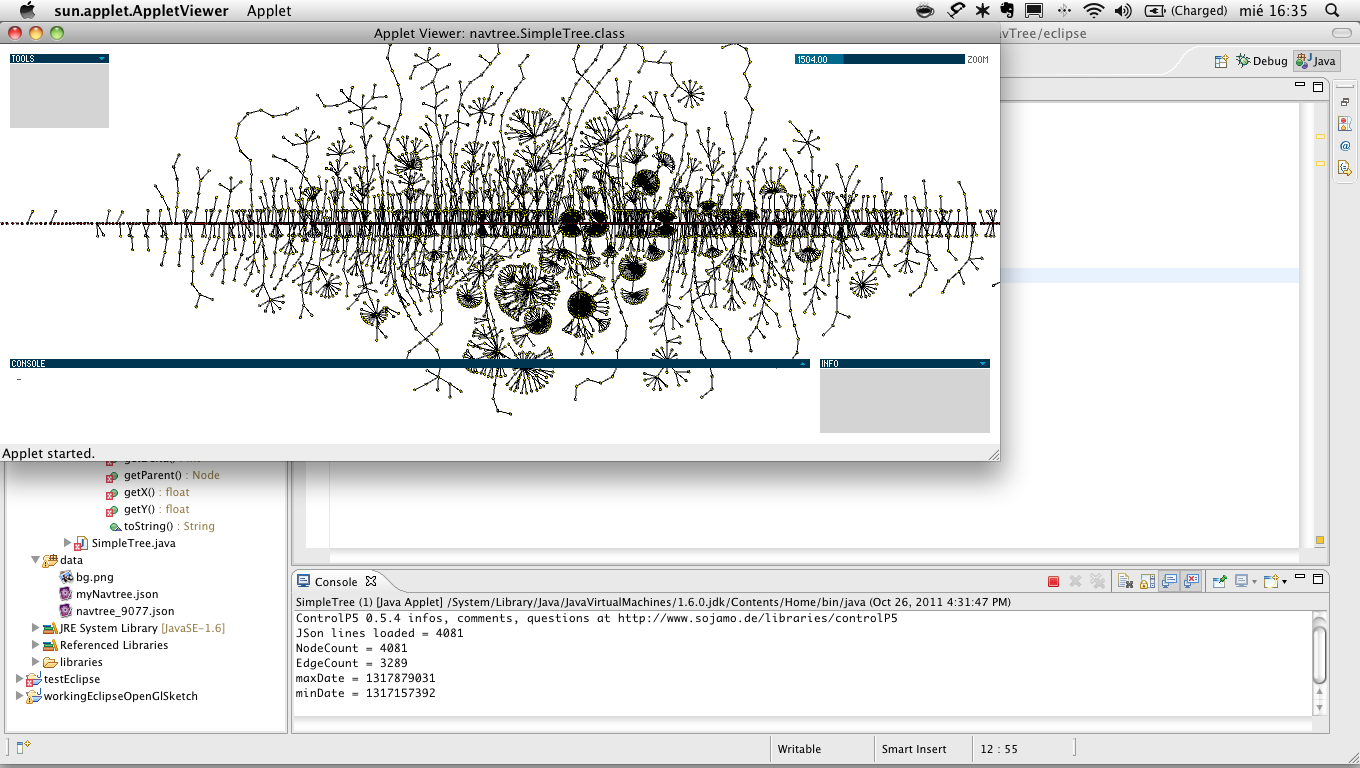 sun.applet.AppletViewer Applet (Charged) mié 16:35
Applet Viewer: navtree.SimpleTree.class
avTree/eclipse
TOOLS
1504.00 ZOOM
Debug Java
CONSOLE
INFO
Applet started.
getParent() : Node
getX() : float
getY() : float
toString() : String
SimpleTree.java
data
bg.png
myNavtree.json
navtree_9077.json
JRE System Library [JavaSE-1.6]
Referenced Libraries
libraries
testEclipse
workingEclipseOpenGlSketch
Console
SimpleTree (1) [Java Applet] /System/Library/Java/JavaVirtualMachines/1.6.0.jdk/Contents/Home/bin/java (Oct 26, 2011 4:31:47 PM)
ControlP5 0.5.4 infos, comments, questions at http://www.sojamo.de/libraries/controlP5
JSon lines loaded = 4081
NodeCount = 4081
EdgeCount = 3289
maxDate = 1317879031
minDate = 1317157392
Writable
Smart Insert
12 : 55